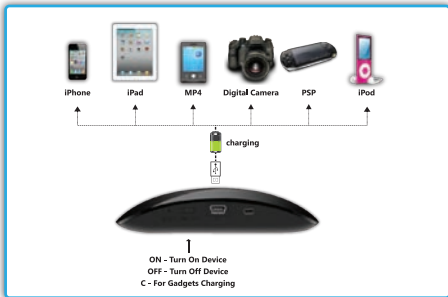 iPhone
iPad
MP4
Digital Camera
PSP
iPod
charging
ON - Turn On Device
OFF - Turn Off Device
C - For Gadgets Charging